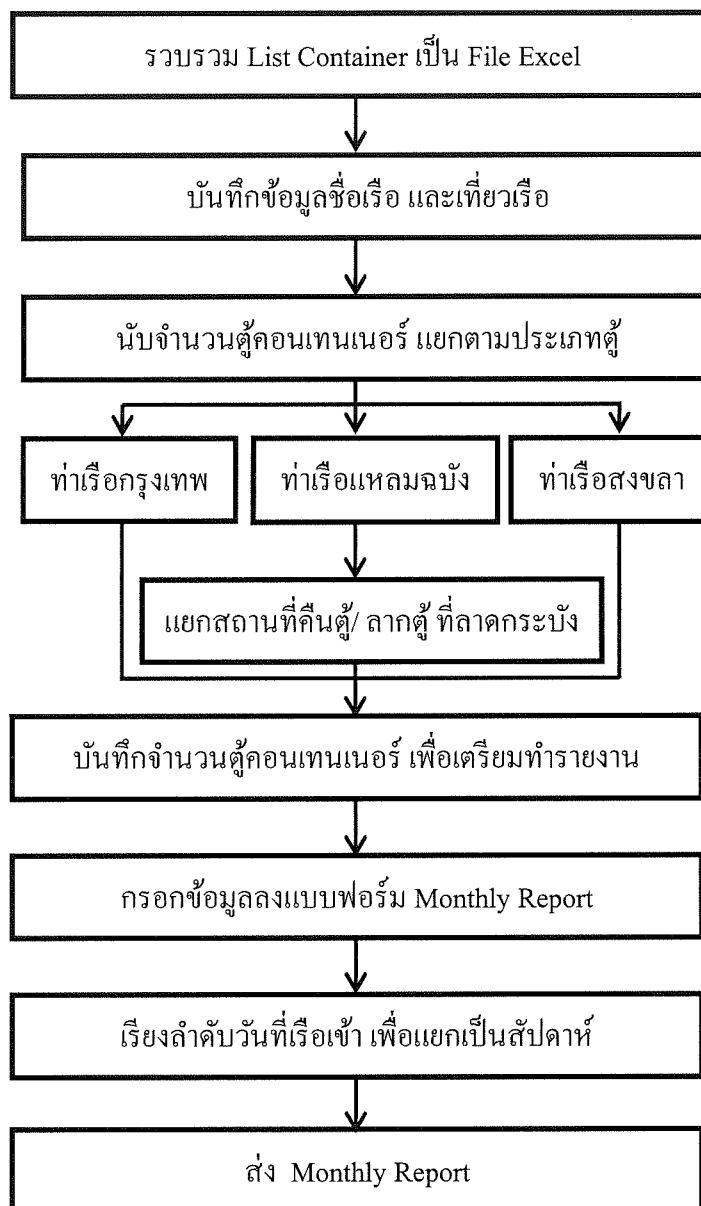 รวบรวม List Container เป็น File Excel
บันทึกข้อมูลชื่อเรือ และเที่ยวเรือ
นับจำนวนตู้คอนเทนเนอร์ แยกตามประเภทตู้
ท่าเรือกรุงเทพ
ท่าเรือแหลมฉบัง
ท่าเรือสงขลา
แยกสถานที่คืนตู้/ ลากตู้ ที่ลาดกระบัง
บันทึกจำนวนตู้คอนเทนเนอร์ เพื่อเตรียมทำรายงาน
กรอกข้อมูลลงแบบฟอร์ม Monthly Report
เรียงลำดับวันที่เรือเข้า เพื่อแยกเป็นสัปดาห์
ส่ง Monthly Report